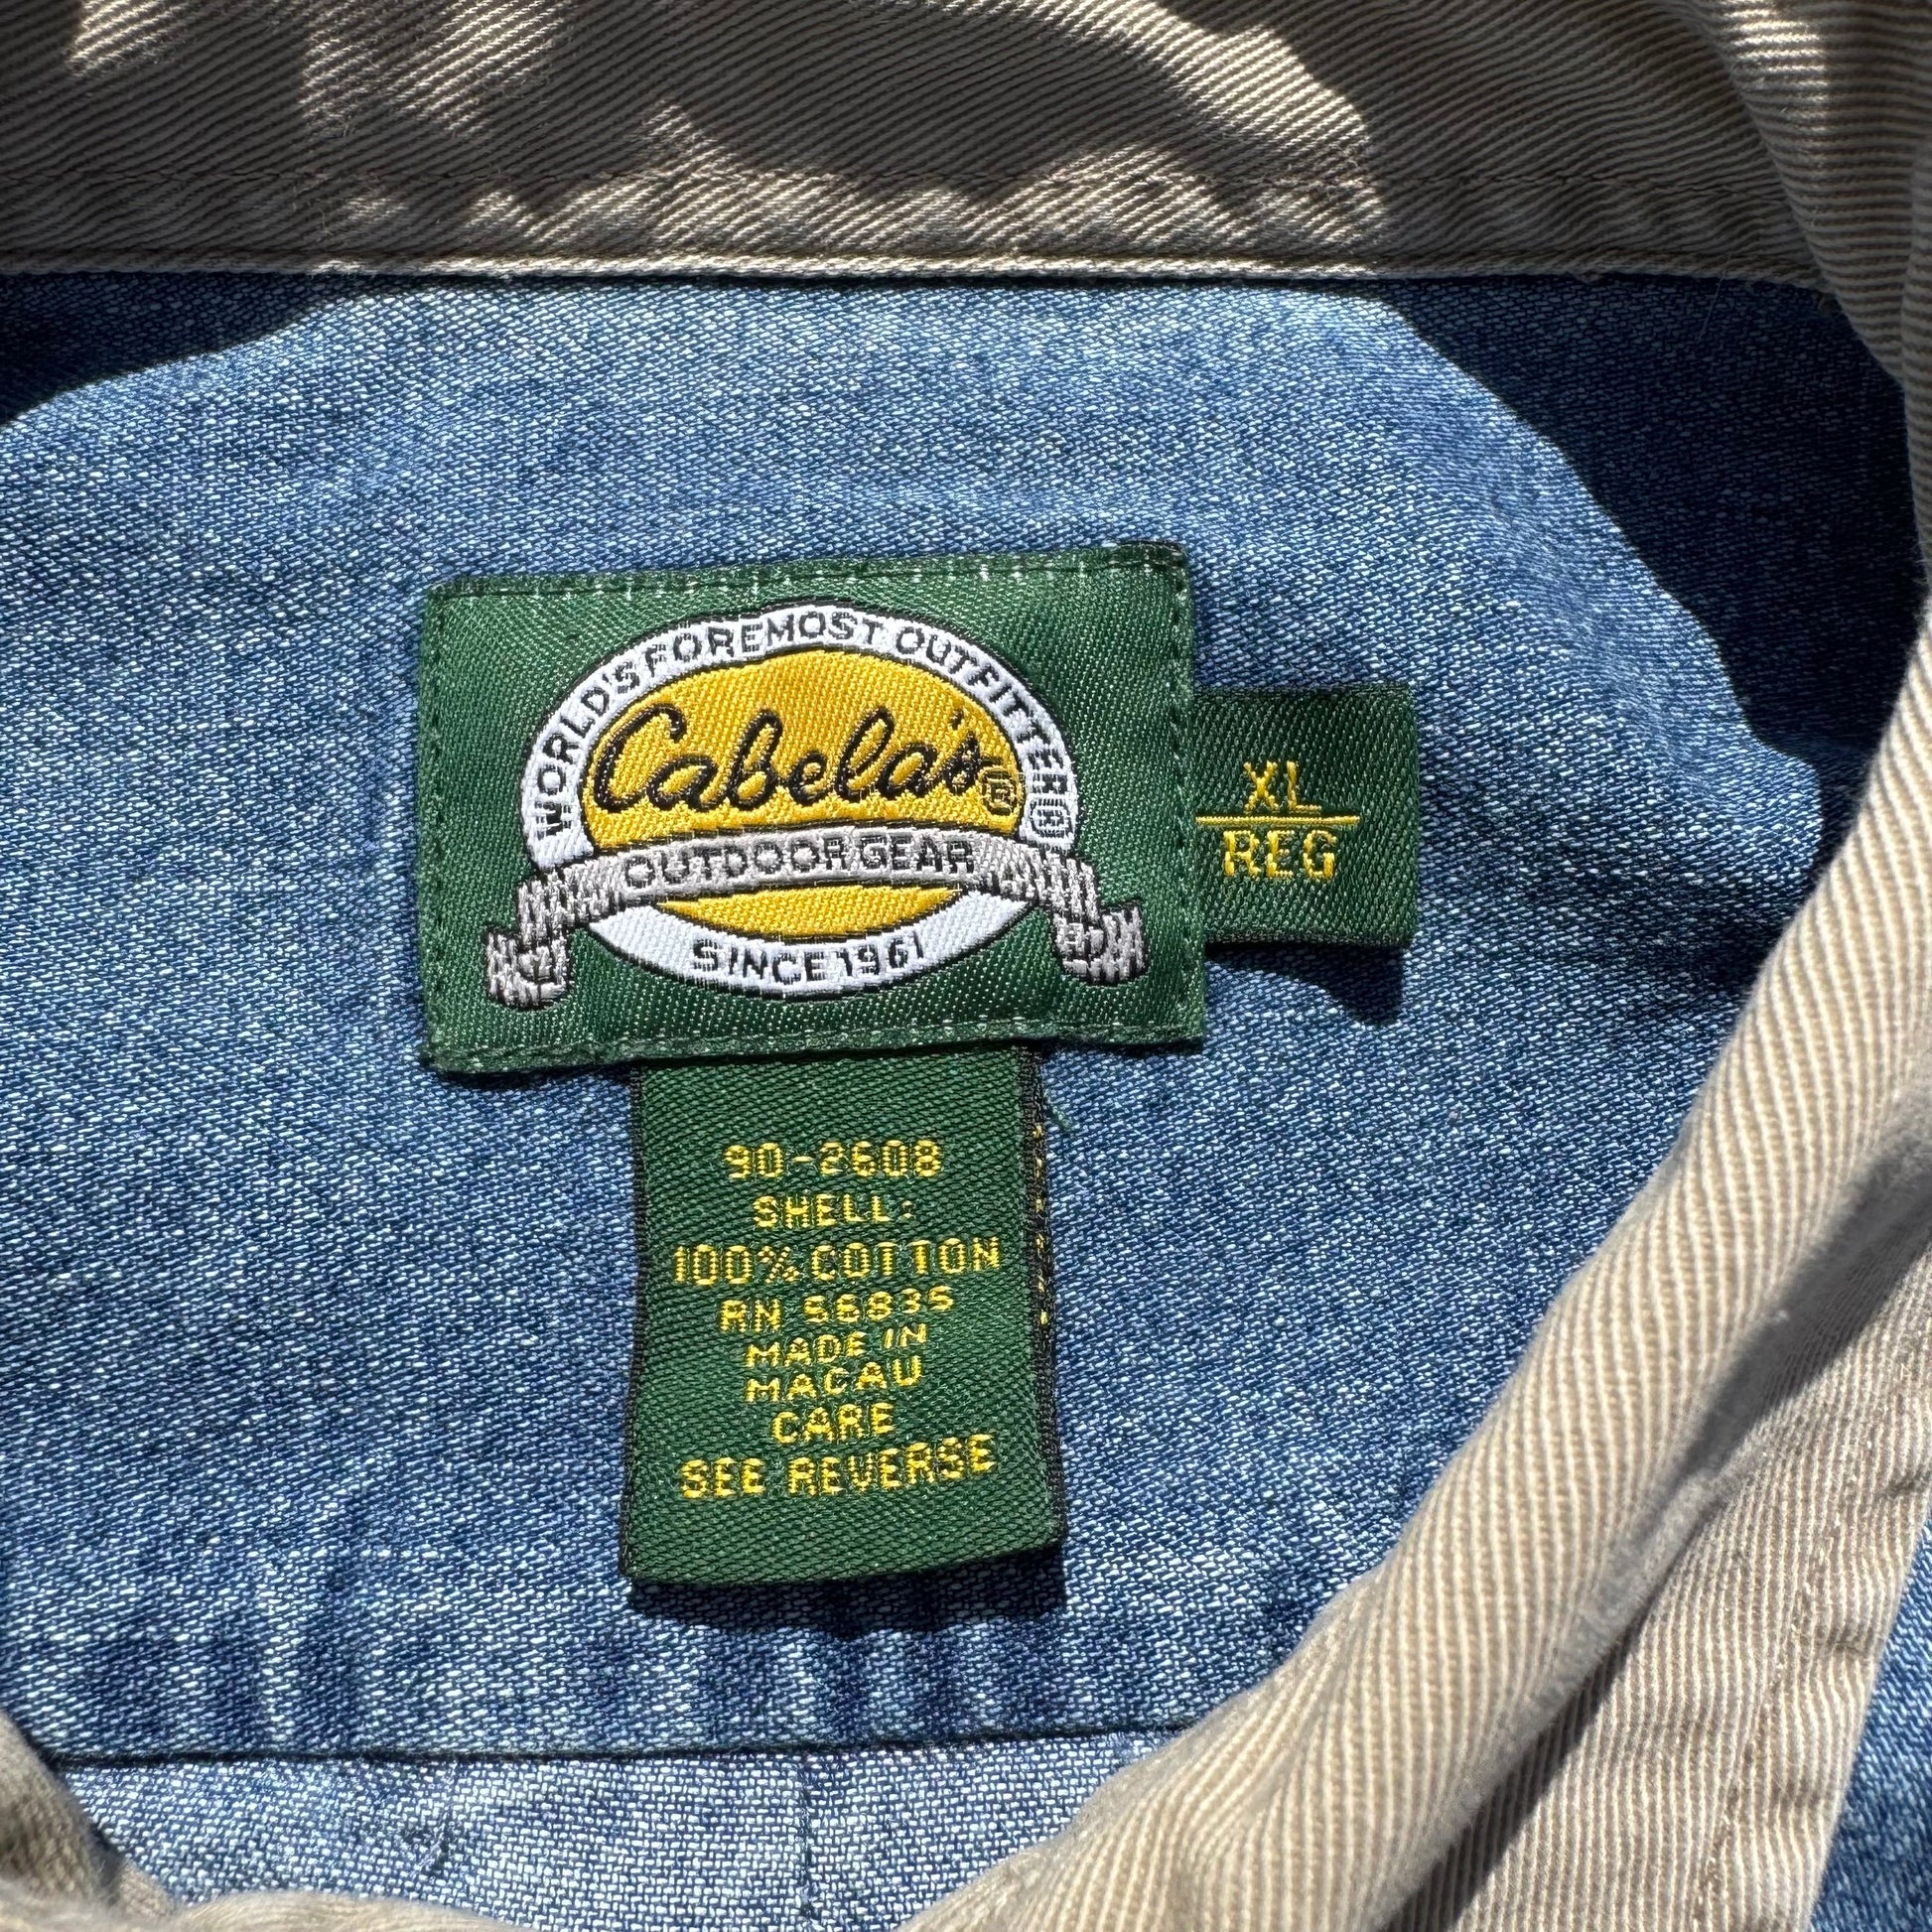 WORLD'S FOREMOST OUTFITTER®
Cabela's®
OUTDOOR GEAR
SINCE 1961
XL
REG
90-2608
SHELL:
100% COTTON
RN 56835
MADE IN
MACAU
CARE
SEE REVERSE